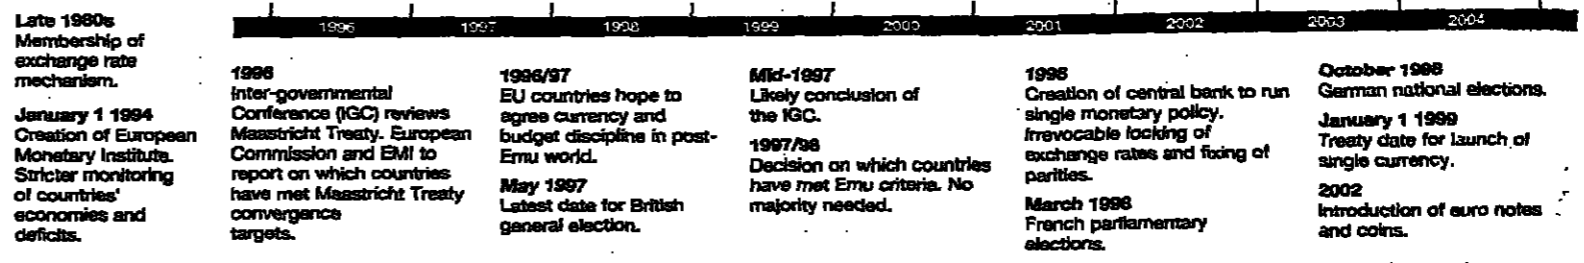 1996 1997 1998 1999 2000 2001 2002 2003 2004
Late 1980s
Membership of
exchange rate
mechanism.
January 1 1994
Creation of European
Monetary Institute.
Stricter monitoring
of countries'
economies and
deficits.
1996
Inter-governmental
Conference (IGC) reviews
Maastricht Treaty. European
Commission and EMI to
report on which countries
have met Maastricht Treaty
convergence
targets.
1996/97
EU countries hope to
agree currency and
budget discipline in post-
Emu world.
May 1997
Latest date for British
general election.
Mid-1997
Likely conclusion of
the IGC.
1997/98
Decision on which countries
have met Emu criteria. No
majority needed.
1998
Creation of central bank to run
single monetary policy.
Irrevocable locking of
exchange rates and fixing of
parities.
March 1998
French parliamentary
elections.
October 1998
German national elections.
January 1 1999
Treaty date for launch of
single currency.
2002
Introduction of euro notes
and coins.